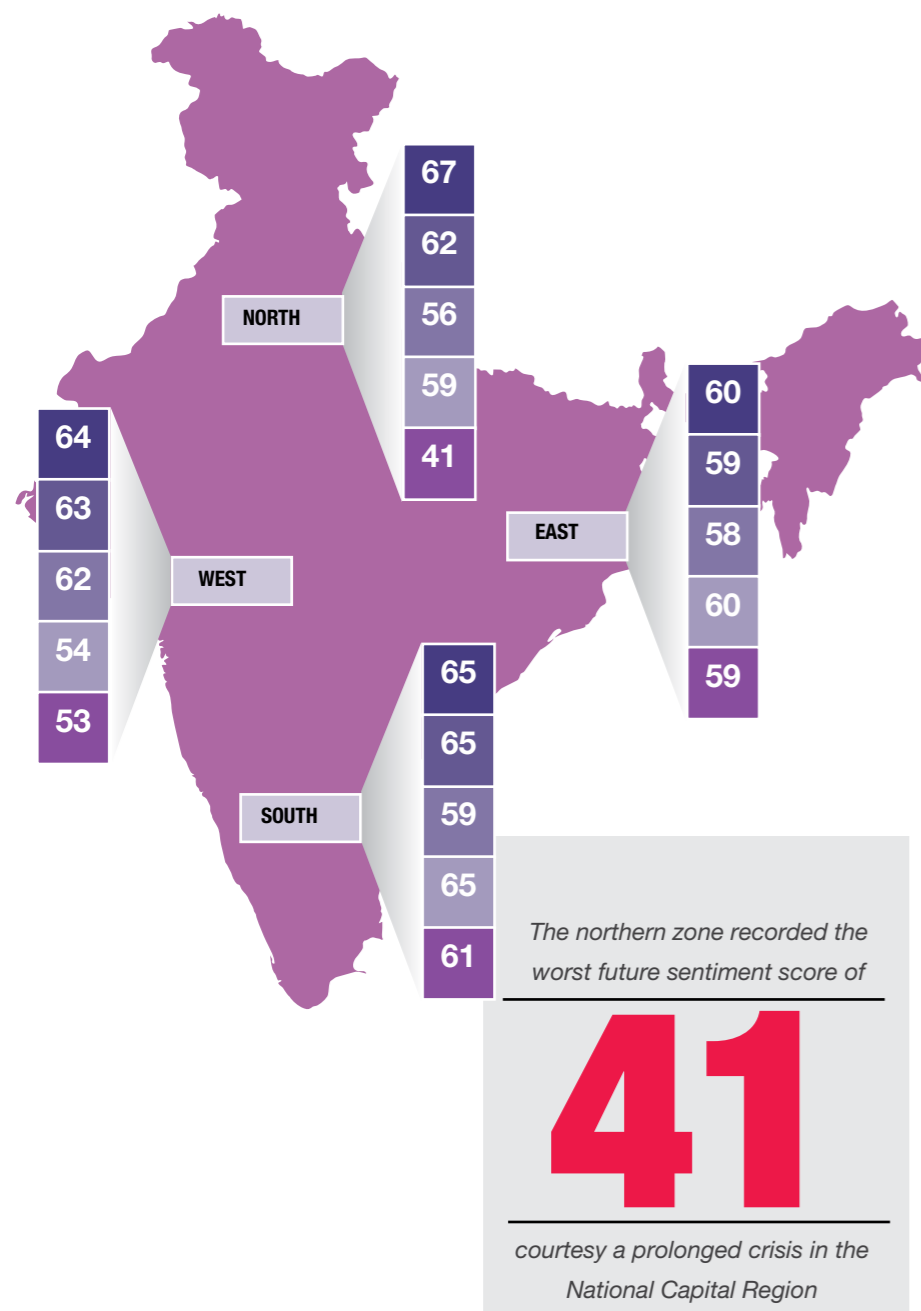 67
62
56
59
41
NORTH
60
59
58
60
59
EAST
64
63
62
54
53
WEST
65
65
59
65
61
SOUTH
The northern zone recorded the
worst future sentiment score of
41
courtesy a prolonged crisis in the
National Capital Region